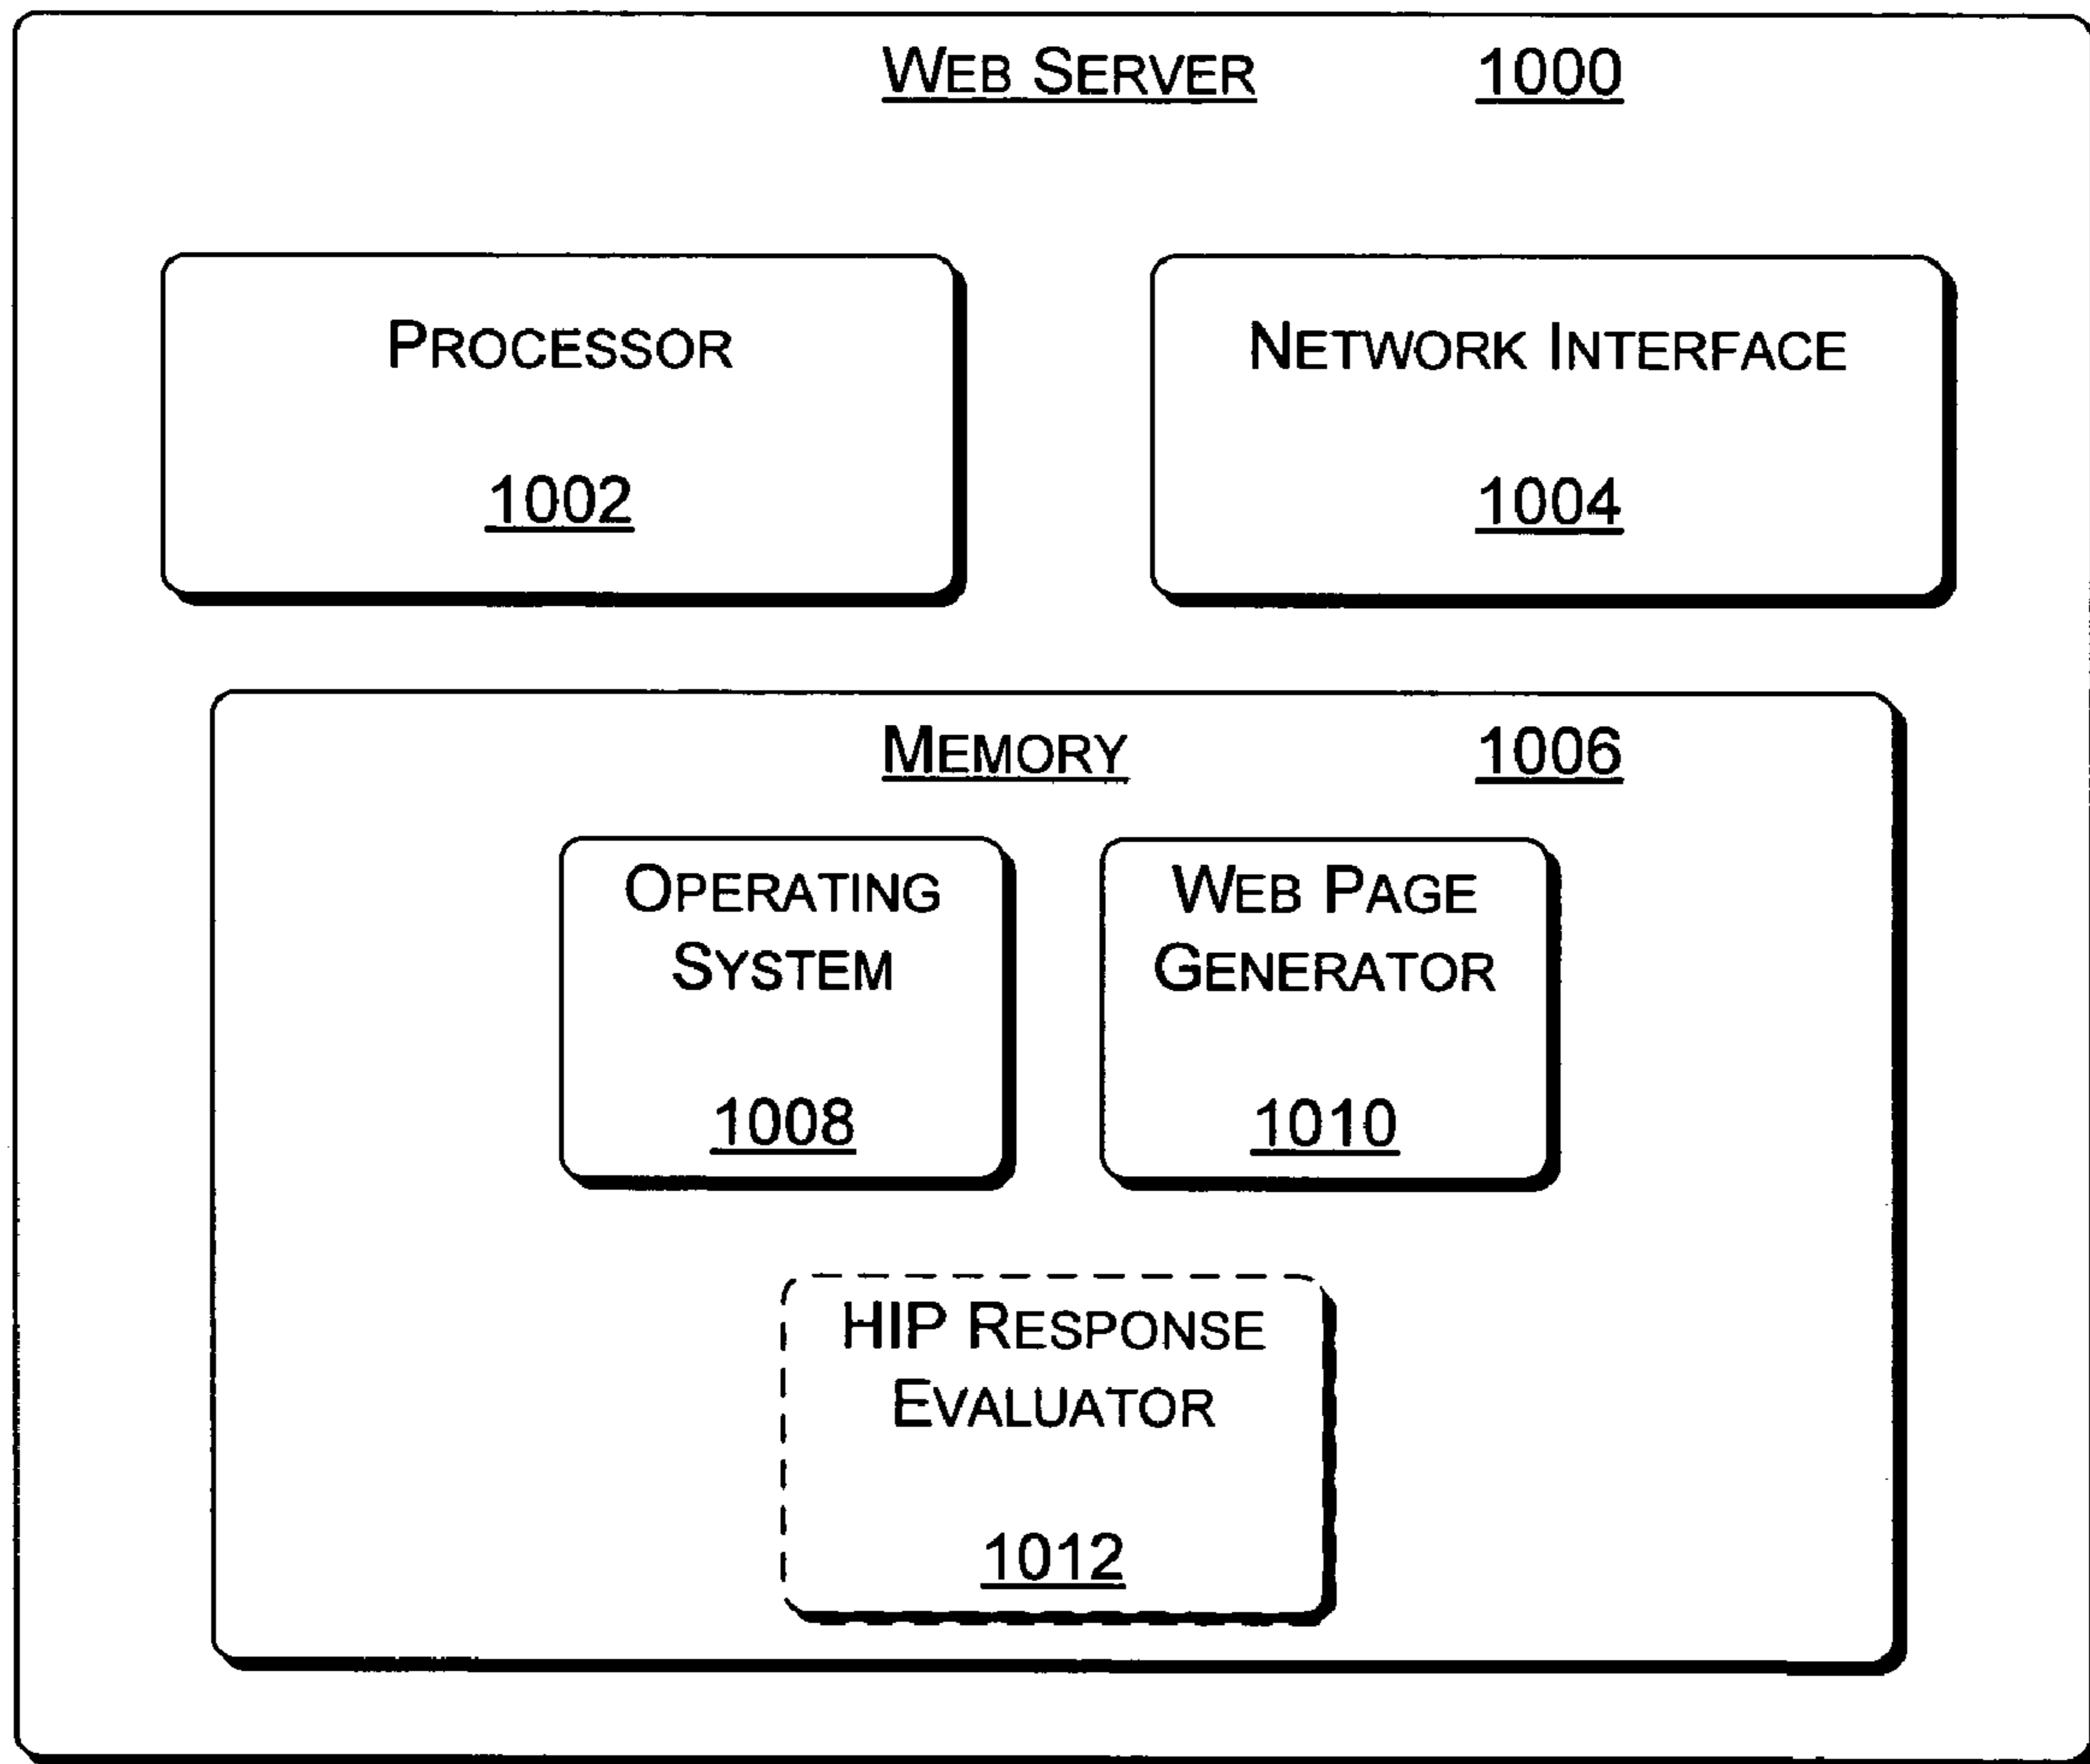 WEB SERVER 1000
PROCESSOR
1002
NETWORK INTERFACE
1004
MEMORY 1006
OPERATING
SYSTEM
1008
WEB PAGE
GENERATOR
1010
HIP RESPONSE
EVALUATOR
1012